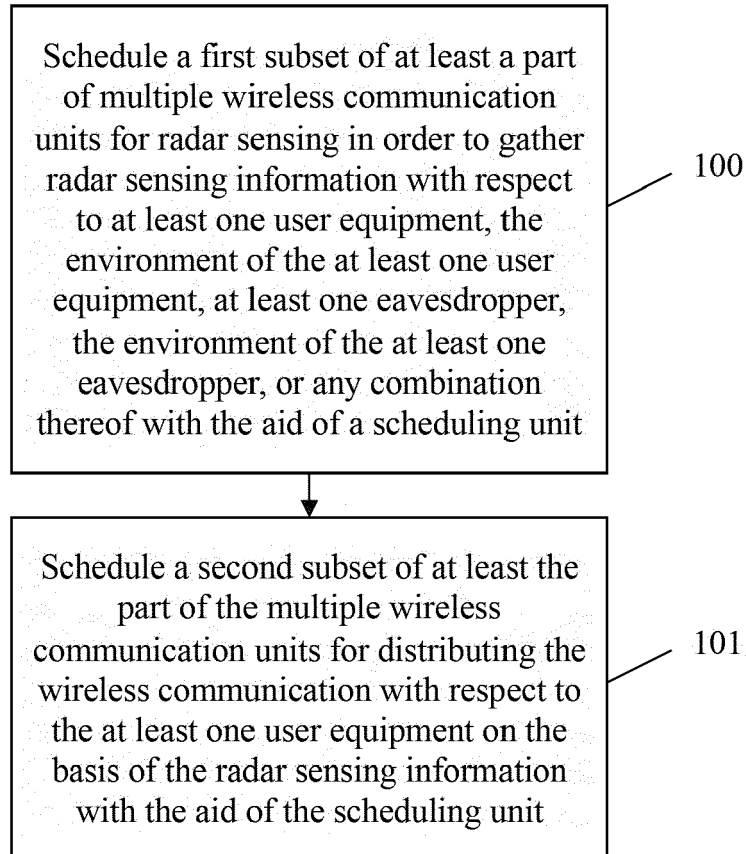 Schedule a first subset of at least a part
of multiple wireless communication
units for radar sensing in order to gather
radar sensing information with respect
to at least one user equipment, the
environment of the at least one user
equipment, at least one eavesdropper,
the environment of the at least one
eavesdropper, or any combination
thereof with the aid of a scheduling unit
100
Schedule a second subset of at least the
part of the multiple wireless
communication units for distributing the
wireless communication with respect to
the at least one user equipment on the
basis of the radar sensing information
with the aid of the scheduling unit
101